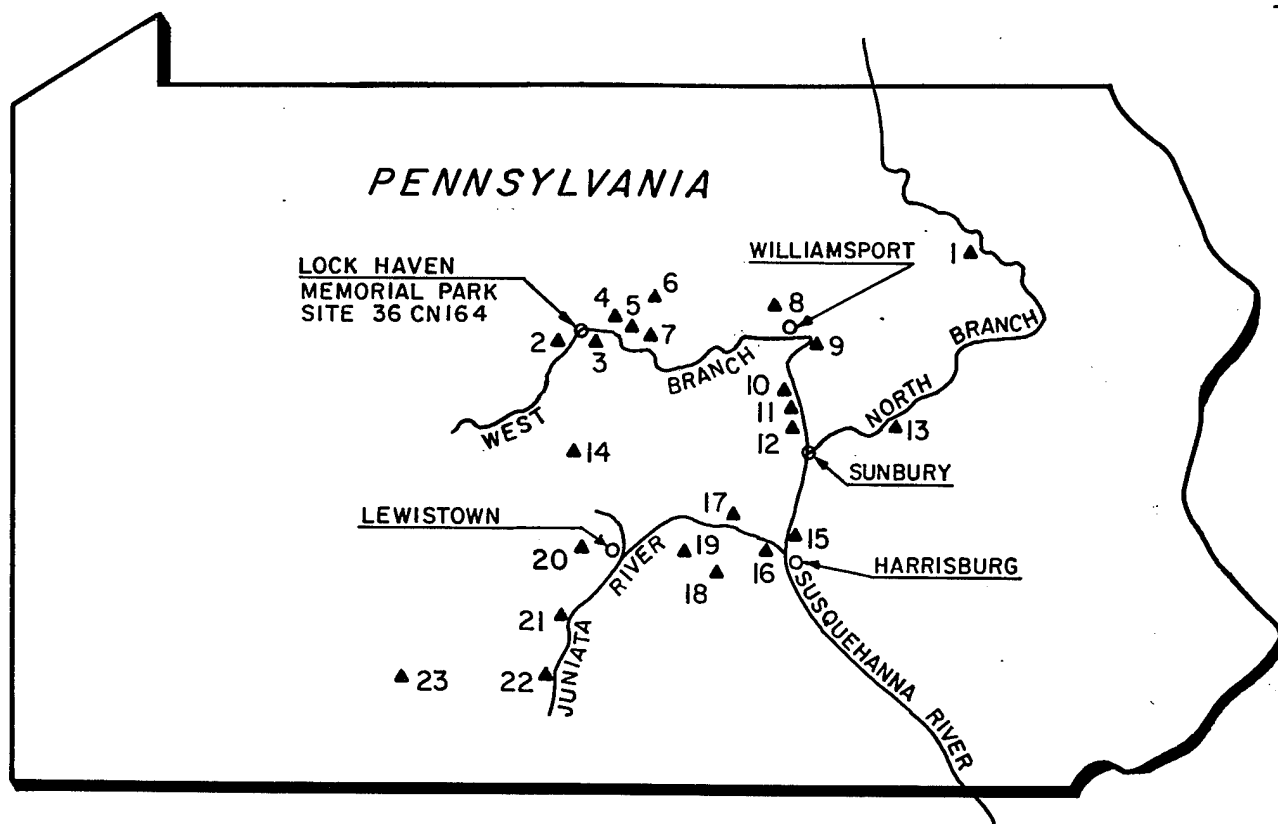 PENNSYLVANIA
LOCK HAVEN
MEMORIAL PARK
SITE 36 CN164
WILLIAMSPORT
1
2
3
4
5
6
7
8
9
WEST
BRANCH
NORTH
BRANCH
10
11
12
13
SUNBURY
14
LEWISTOWN
15
HARRISBURG
16
17
18
19
20
21
22
23
JUNIATA
RIVER
SUSQUEHANNA RIVER